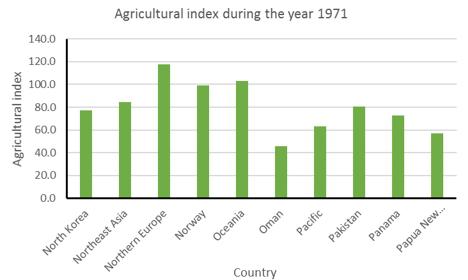 Agricultural index during the year 1971
Agricultural index
140.0
120.0
100.0
80.0
60.0
40.0
20.0
0.0
North Korea
Northeast Asia
Northern Europe
Norway
Oceania
Oman
Pacific
Pakistan
Panama
Papua New...
Country